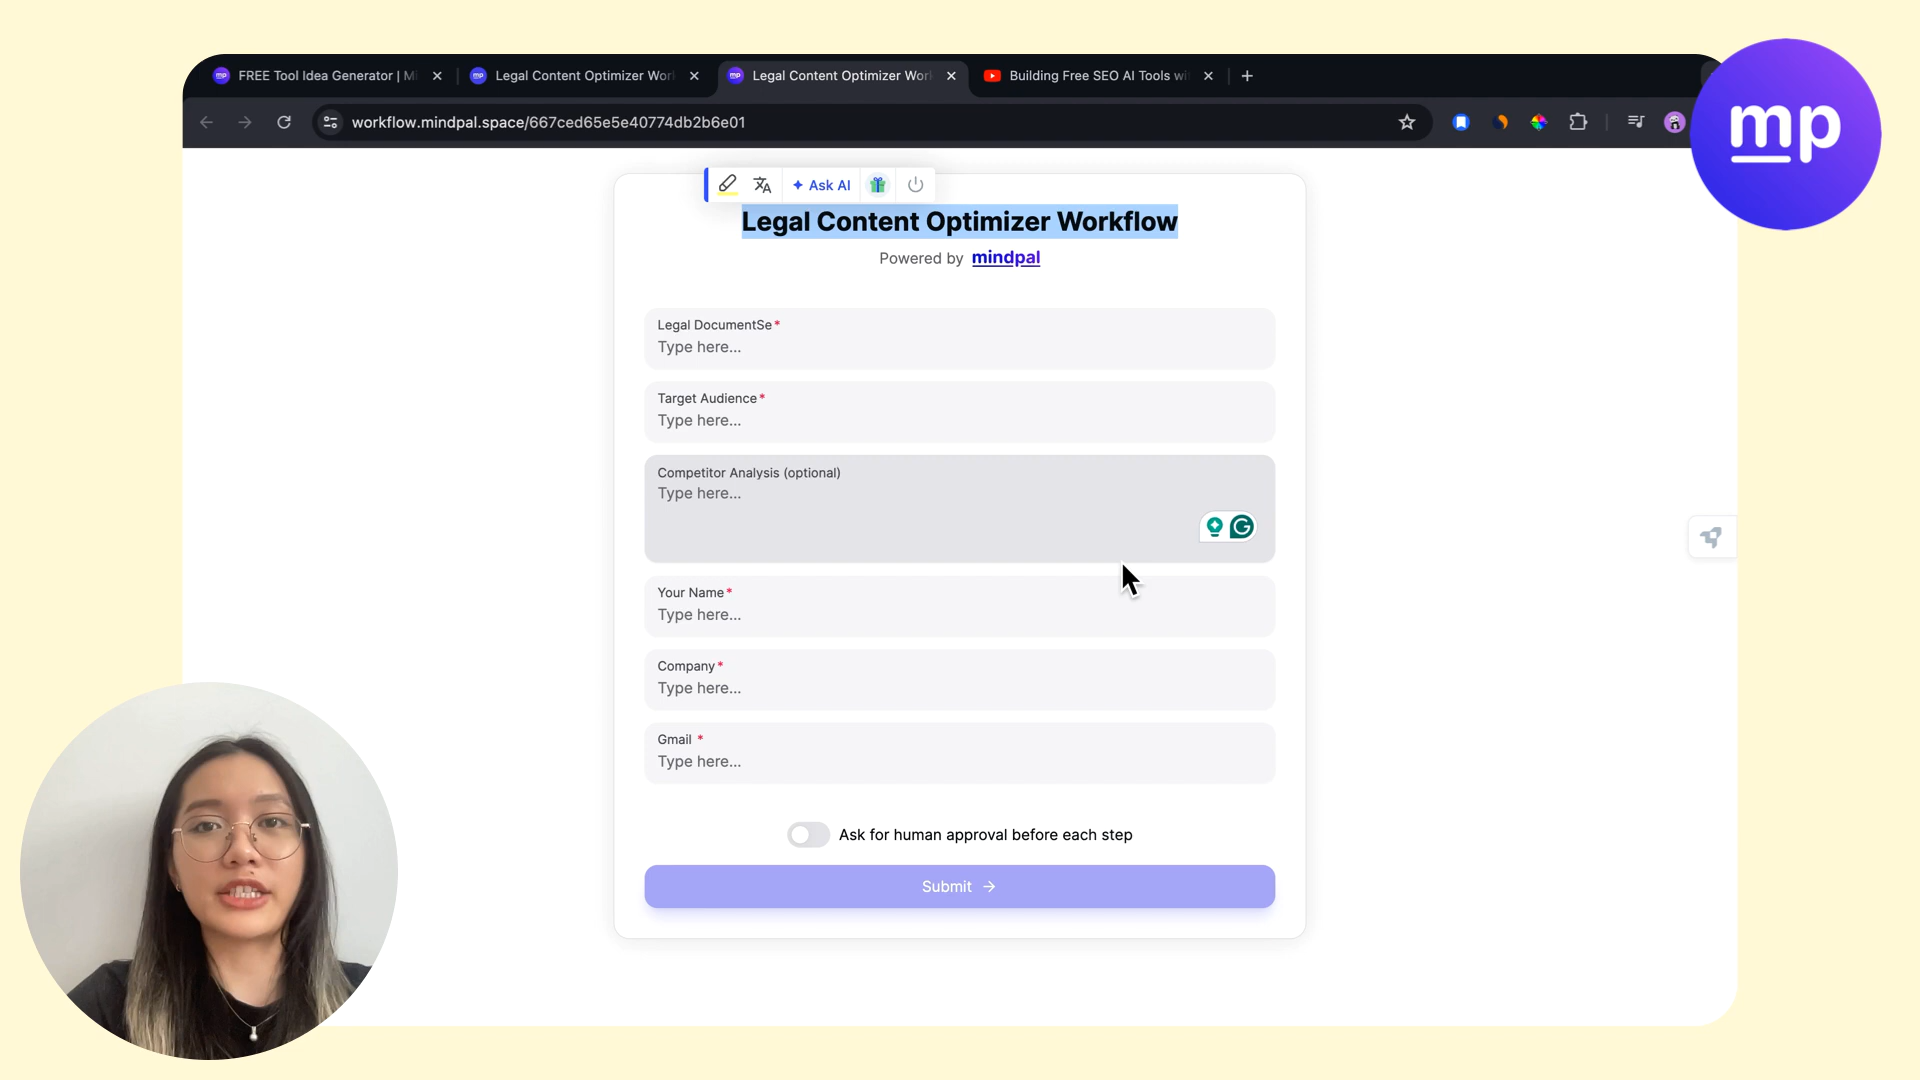 FREE Tool Idea Generator | Mi
Legal Content Optimizer Wor
Legal Content Optimizer Wor
Building Free SEO AI Tools wi
workflow.mindpal.space/667ced65e5e40774db2b6e01
mp
Ask AI
Legal Content Optimizer Workflow
Powered by mindpal
Legal DocumentSe*
Type here...
Target Audience*
Type here...
Competitor Analysis (optional)
Type here...
Your Name*
Type here...
Company*
Type here...
Gmail *
Type here...
Ask for human approval before each step
Submit →